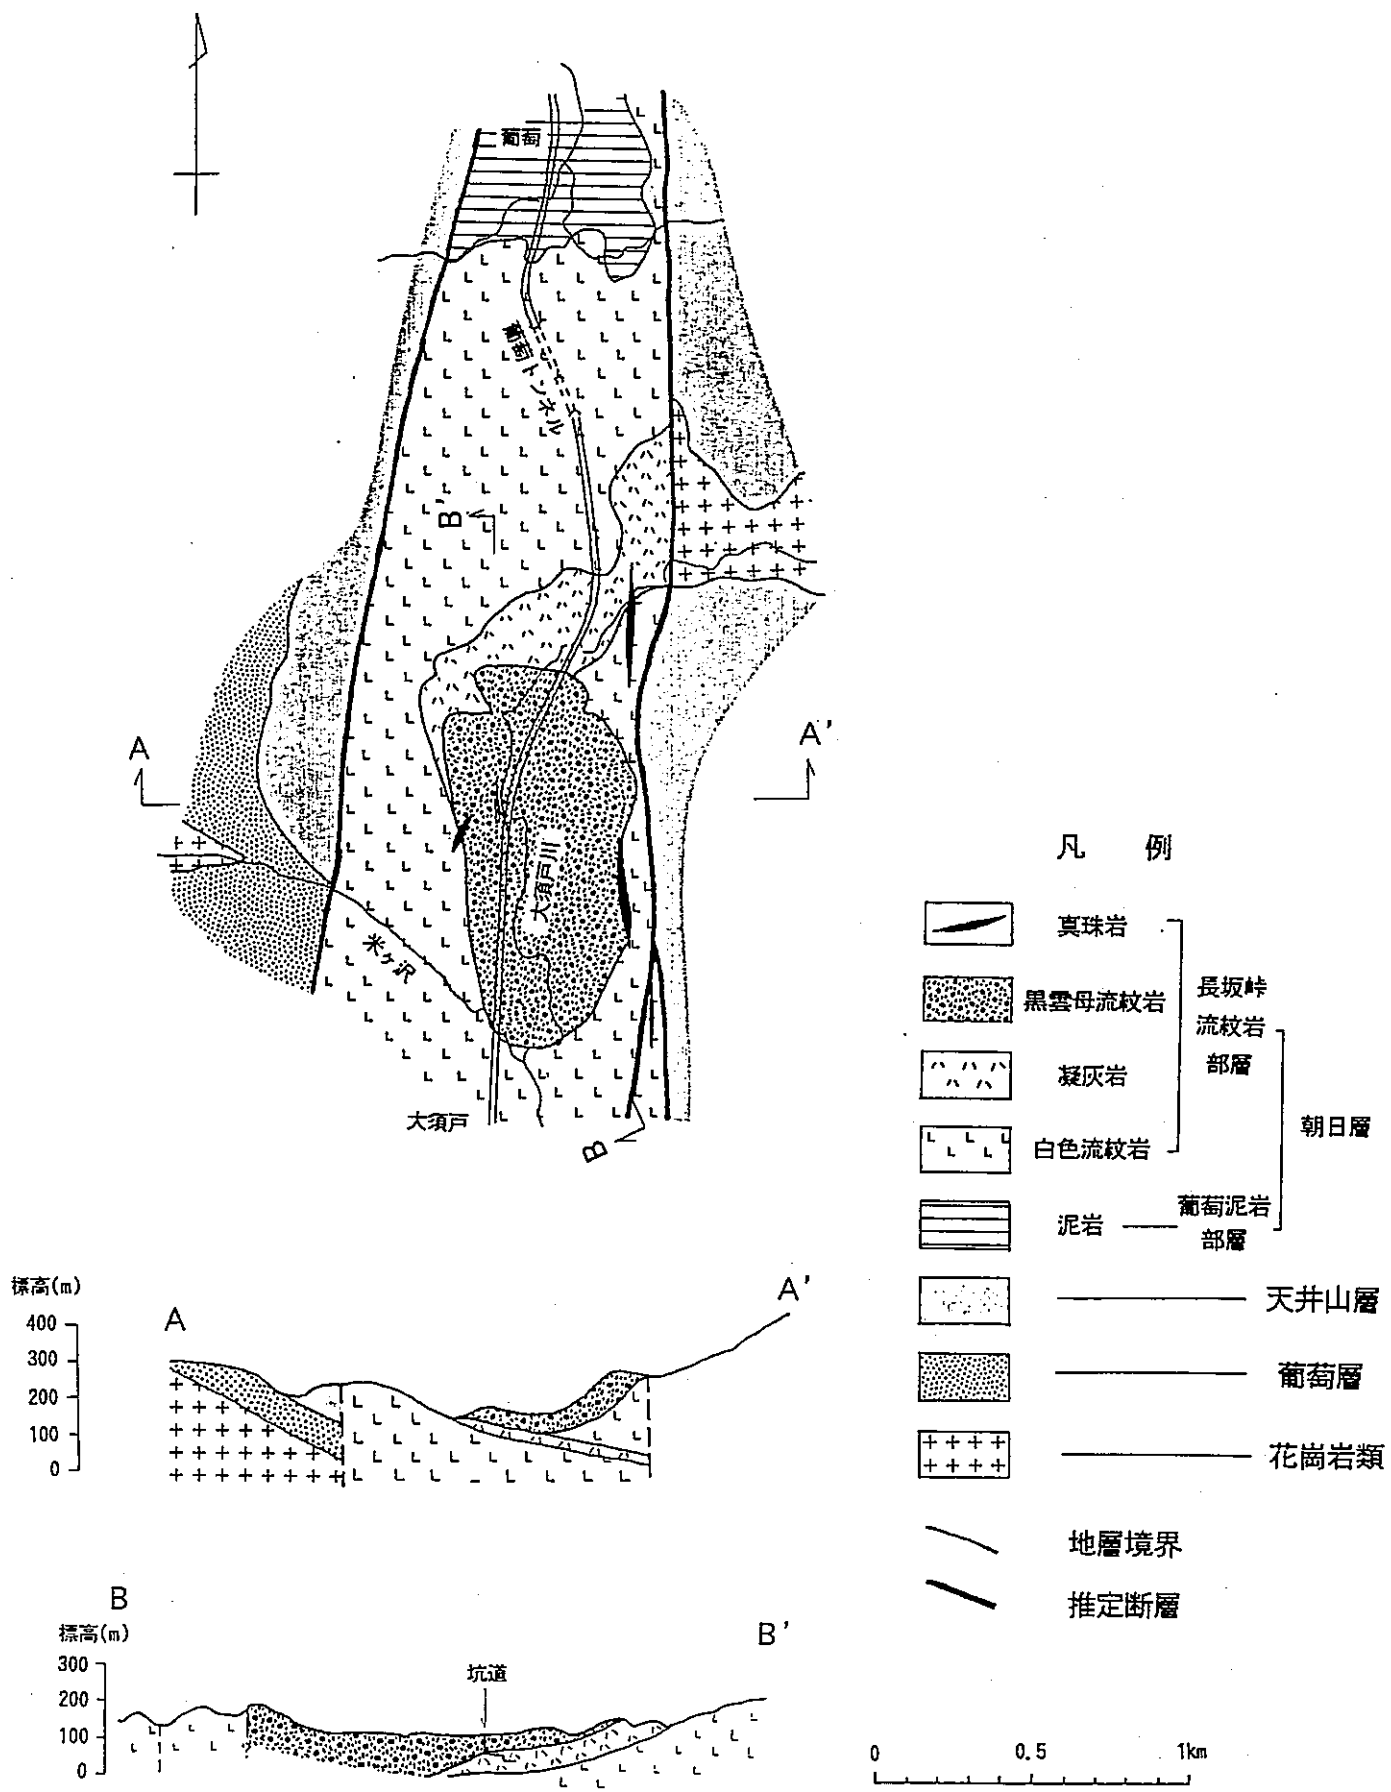 葡萄
葡萄トンネル
B'
A
A'
大須戸川
米ヶ沢
大須戸
B
凡 例
真珠岩
黒雲母流紋岩
凝灰岩
白色流紋岩
長坂峠
流紋岩
部層
泥岩
葡萄泥岩
部層
朝日層
天井山層
葡萄層
花崗岩類
地層境界
推定断層
標高(m)
400
300
200
100
0
A
A'
B
標高(m)
300
200
100
0
坑道
B'
0 0.5 1km